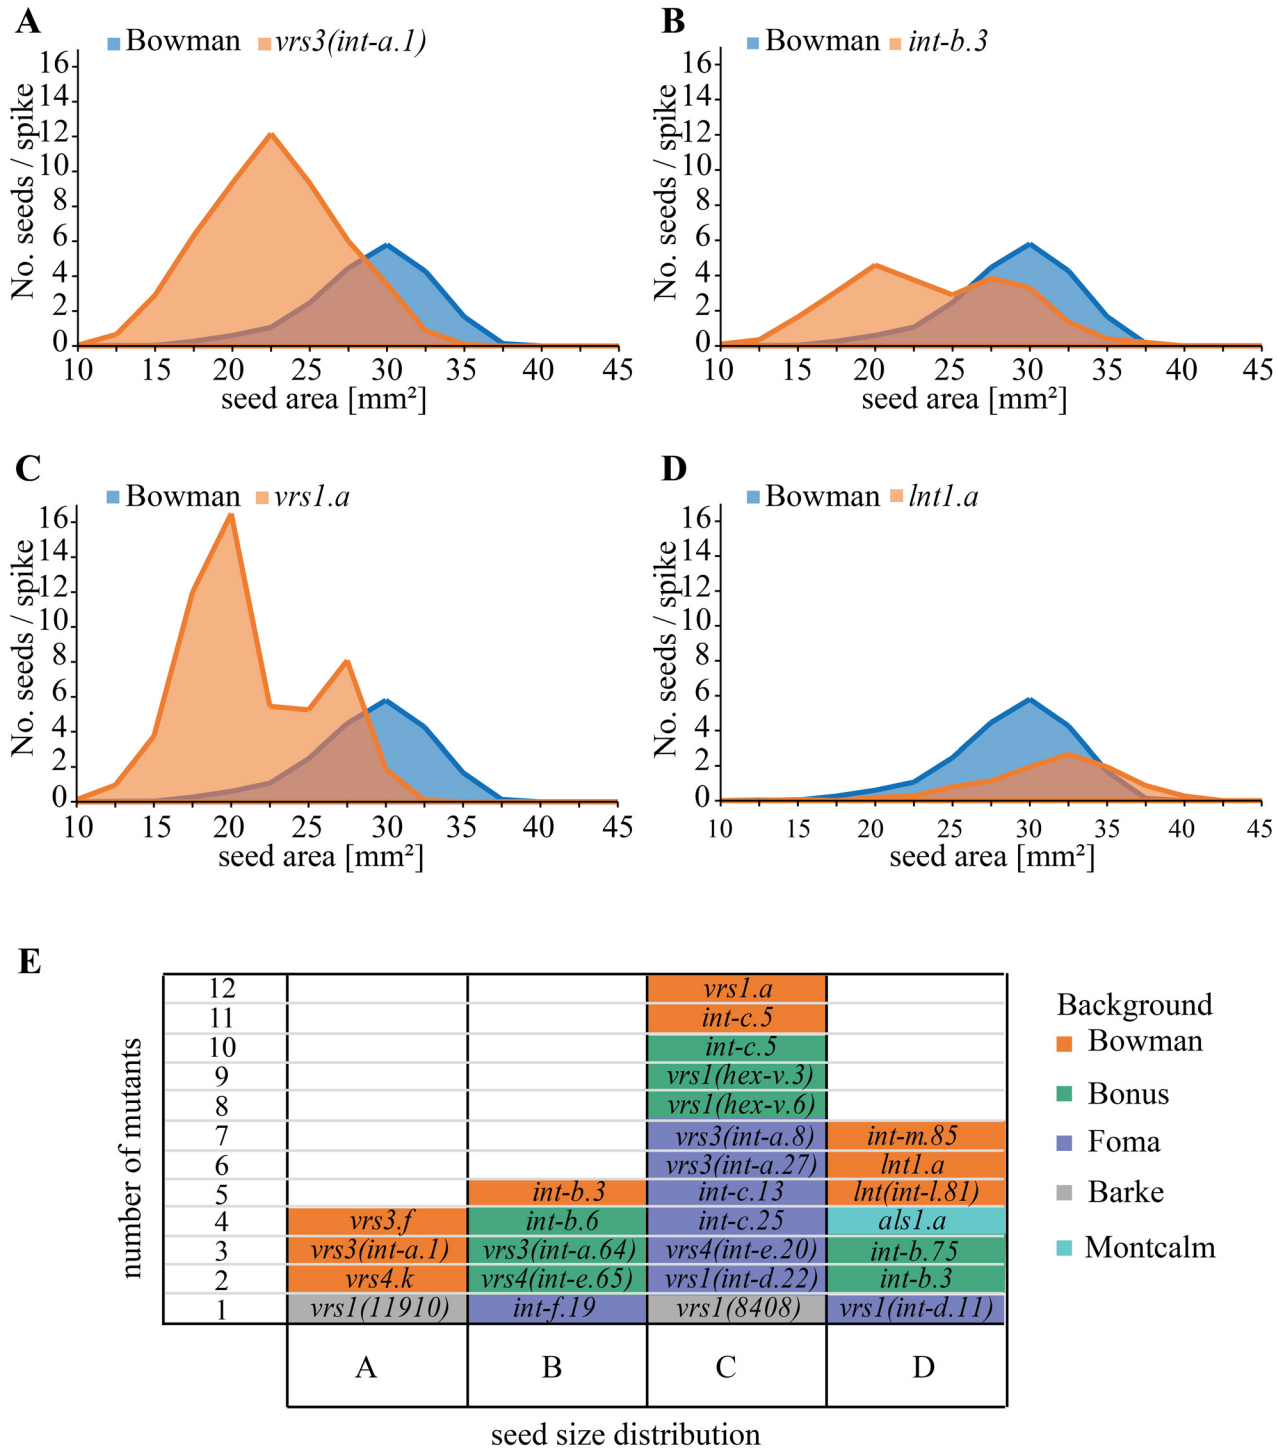 A
Bowman vrs3(int-a.1)
No. seeds / spike
16
14
12
10
8
6
4
2
0
10 15 20 25 30 35 40 45
seed area [mm²]
B
Bowman int-b.3
No. seeds / spike
16
14
12
10
8
6
4
2
0
10 15 20 25 30 35 40 45
seed area [mm²]
C
Bowman vrs1.a
No. seeds / spike
16
14
12
10
8
6
4
2
0
10 15 20 25 30 35 40 45
seed area [mm²]
D
Bowman lnt1.a
No. seeds / spike
16
14
12
10
8
6
4
2
0
10 15 20 25 30 35 40 45
seed area [mm²]
E
number of mutants
12 vrs1.a
11 int-c.5
10 int-c.5
9 vrs1(hex-v.3)
8 vrs1(hex-v.6)
7 vrs3(int-a.8) int-m.85
6 vrs3(int-a.27) lnt1.a
5 int-b.3 int-c.13 lnt(int-l.81)
4 vrs3.f int-b.6 int-c.25 als1.a
3 vrs3(int-a.1) vrs3(int-a.64) vrs4(int-e.20) int-b.75
2 vrs4.k vrs4(int-e.65) vrs1(int-d.22) int-b.3
1 vrs1(11910) int-f.19 vrs1(8408) vrs1(int-d.11)
A B C D
seed size distribution
Background
Bowman
Bonus
Foma
Barke
Montcalm